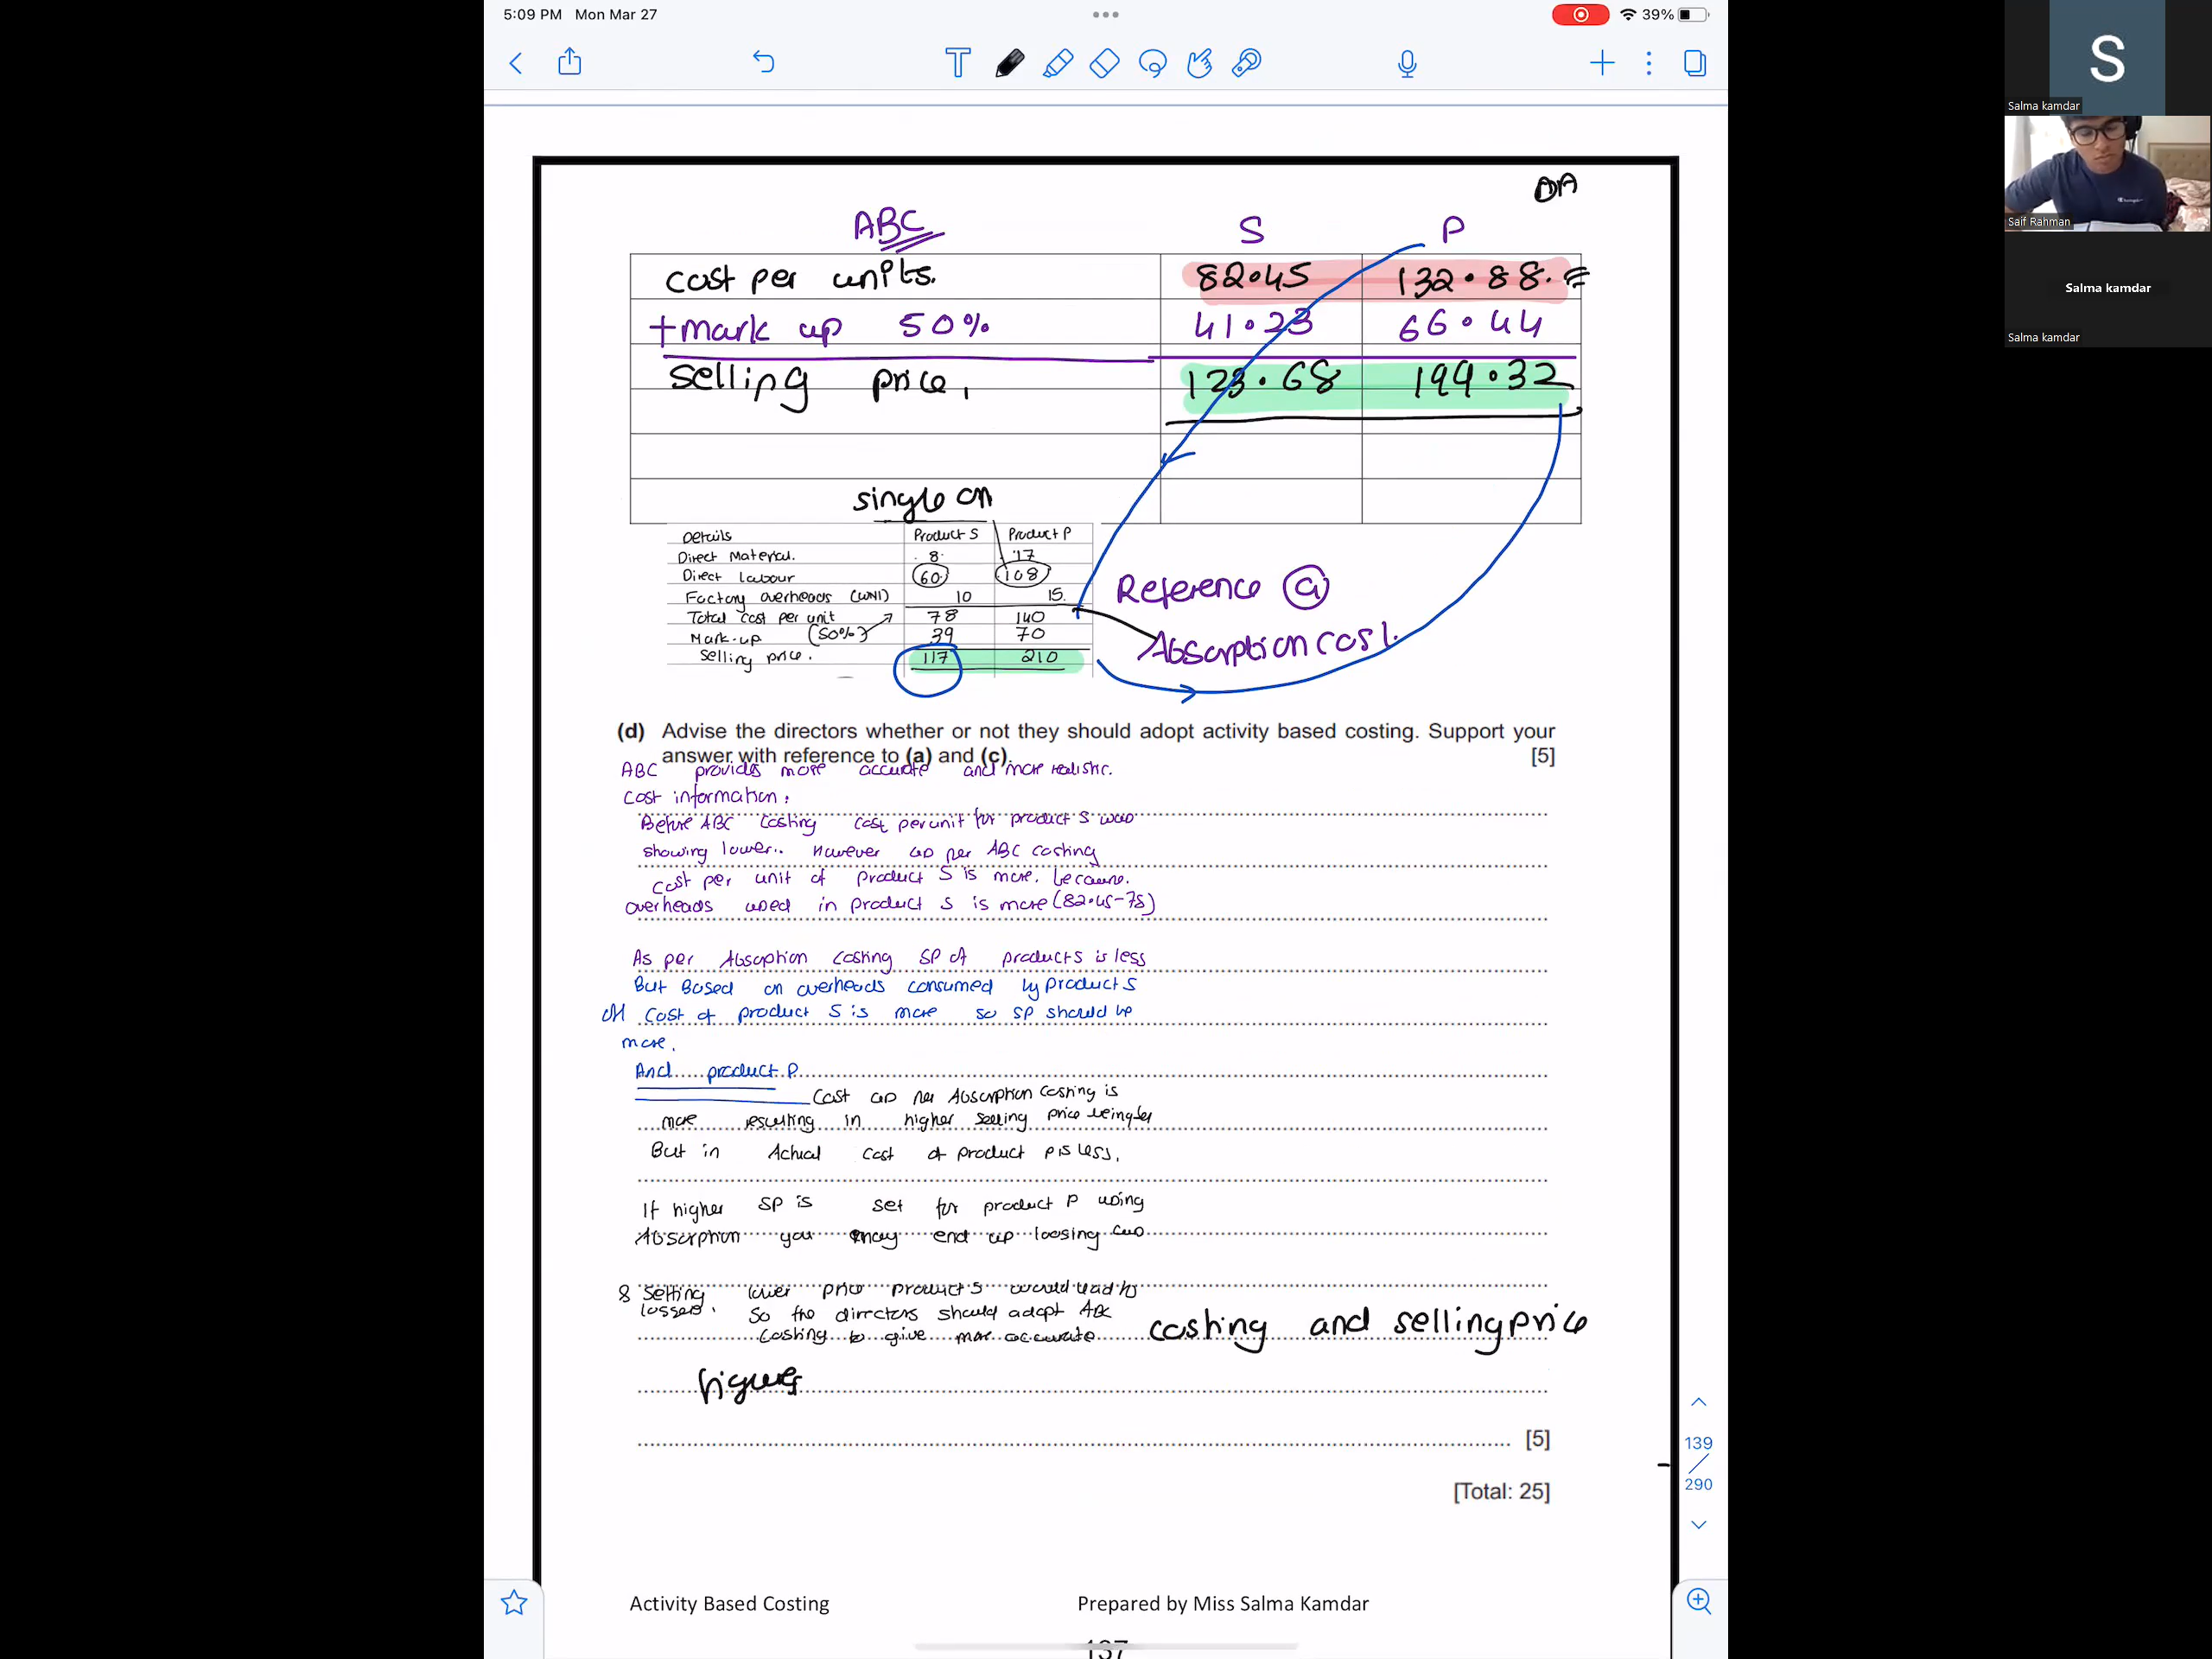 5:09 PM Mon Mar 27
39%
S
Salma kamdar
Saif Rahman
Salma kamdar
Salma kamdar
ABC S P
cost per units. 82.45 132.88.
+mark up 50% 41.23 66.44
selling price, 123.68 199.32
single OAR
Details Product S Product P
Direct Material. 8 17
Direct labour 60 108
Factory overheads (WN1) 10 15
Total cost per unit 78 140
Mark-up (50%) 39 70
Selling price. 117 210
Reference a
Absorption cost.
(d) Advise the directors whether or not they should adopt activity based costing. Support your
answer with reference to (a) and (c). [5]
ABC provides more accurate and more realistic.
Cost information.
Before ABC costing cost per unit for product S was
showing lower.. However as per ABC costing
cost per unit of product S is more. because.
overheads used in product S is more (82.45-78)
As per Absorption costing SP of product S is less
But Based on overheads consumed by product S
Cost of product S is more so SP should be
more.
And product P
Cost as per Absorption Costing is
more resulting in higher selling price being
But in Actual cost of product P is less.
If higher SP is set for product P using
Absorption you may end up loosing
& Setting lower price product S would lead to
losses. So the directors should adopt ABC
costing to give more accurate costing and selling price
figures
[5]
[Total: 25]
139
290
Activity Based Costing Prepared by Miss Salma Kamdar
137